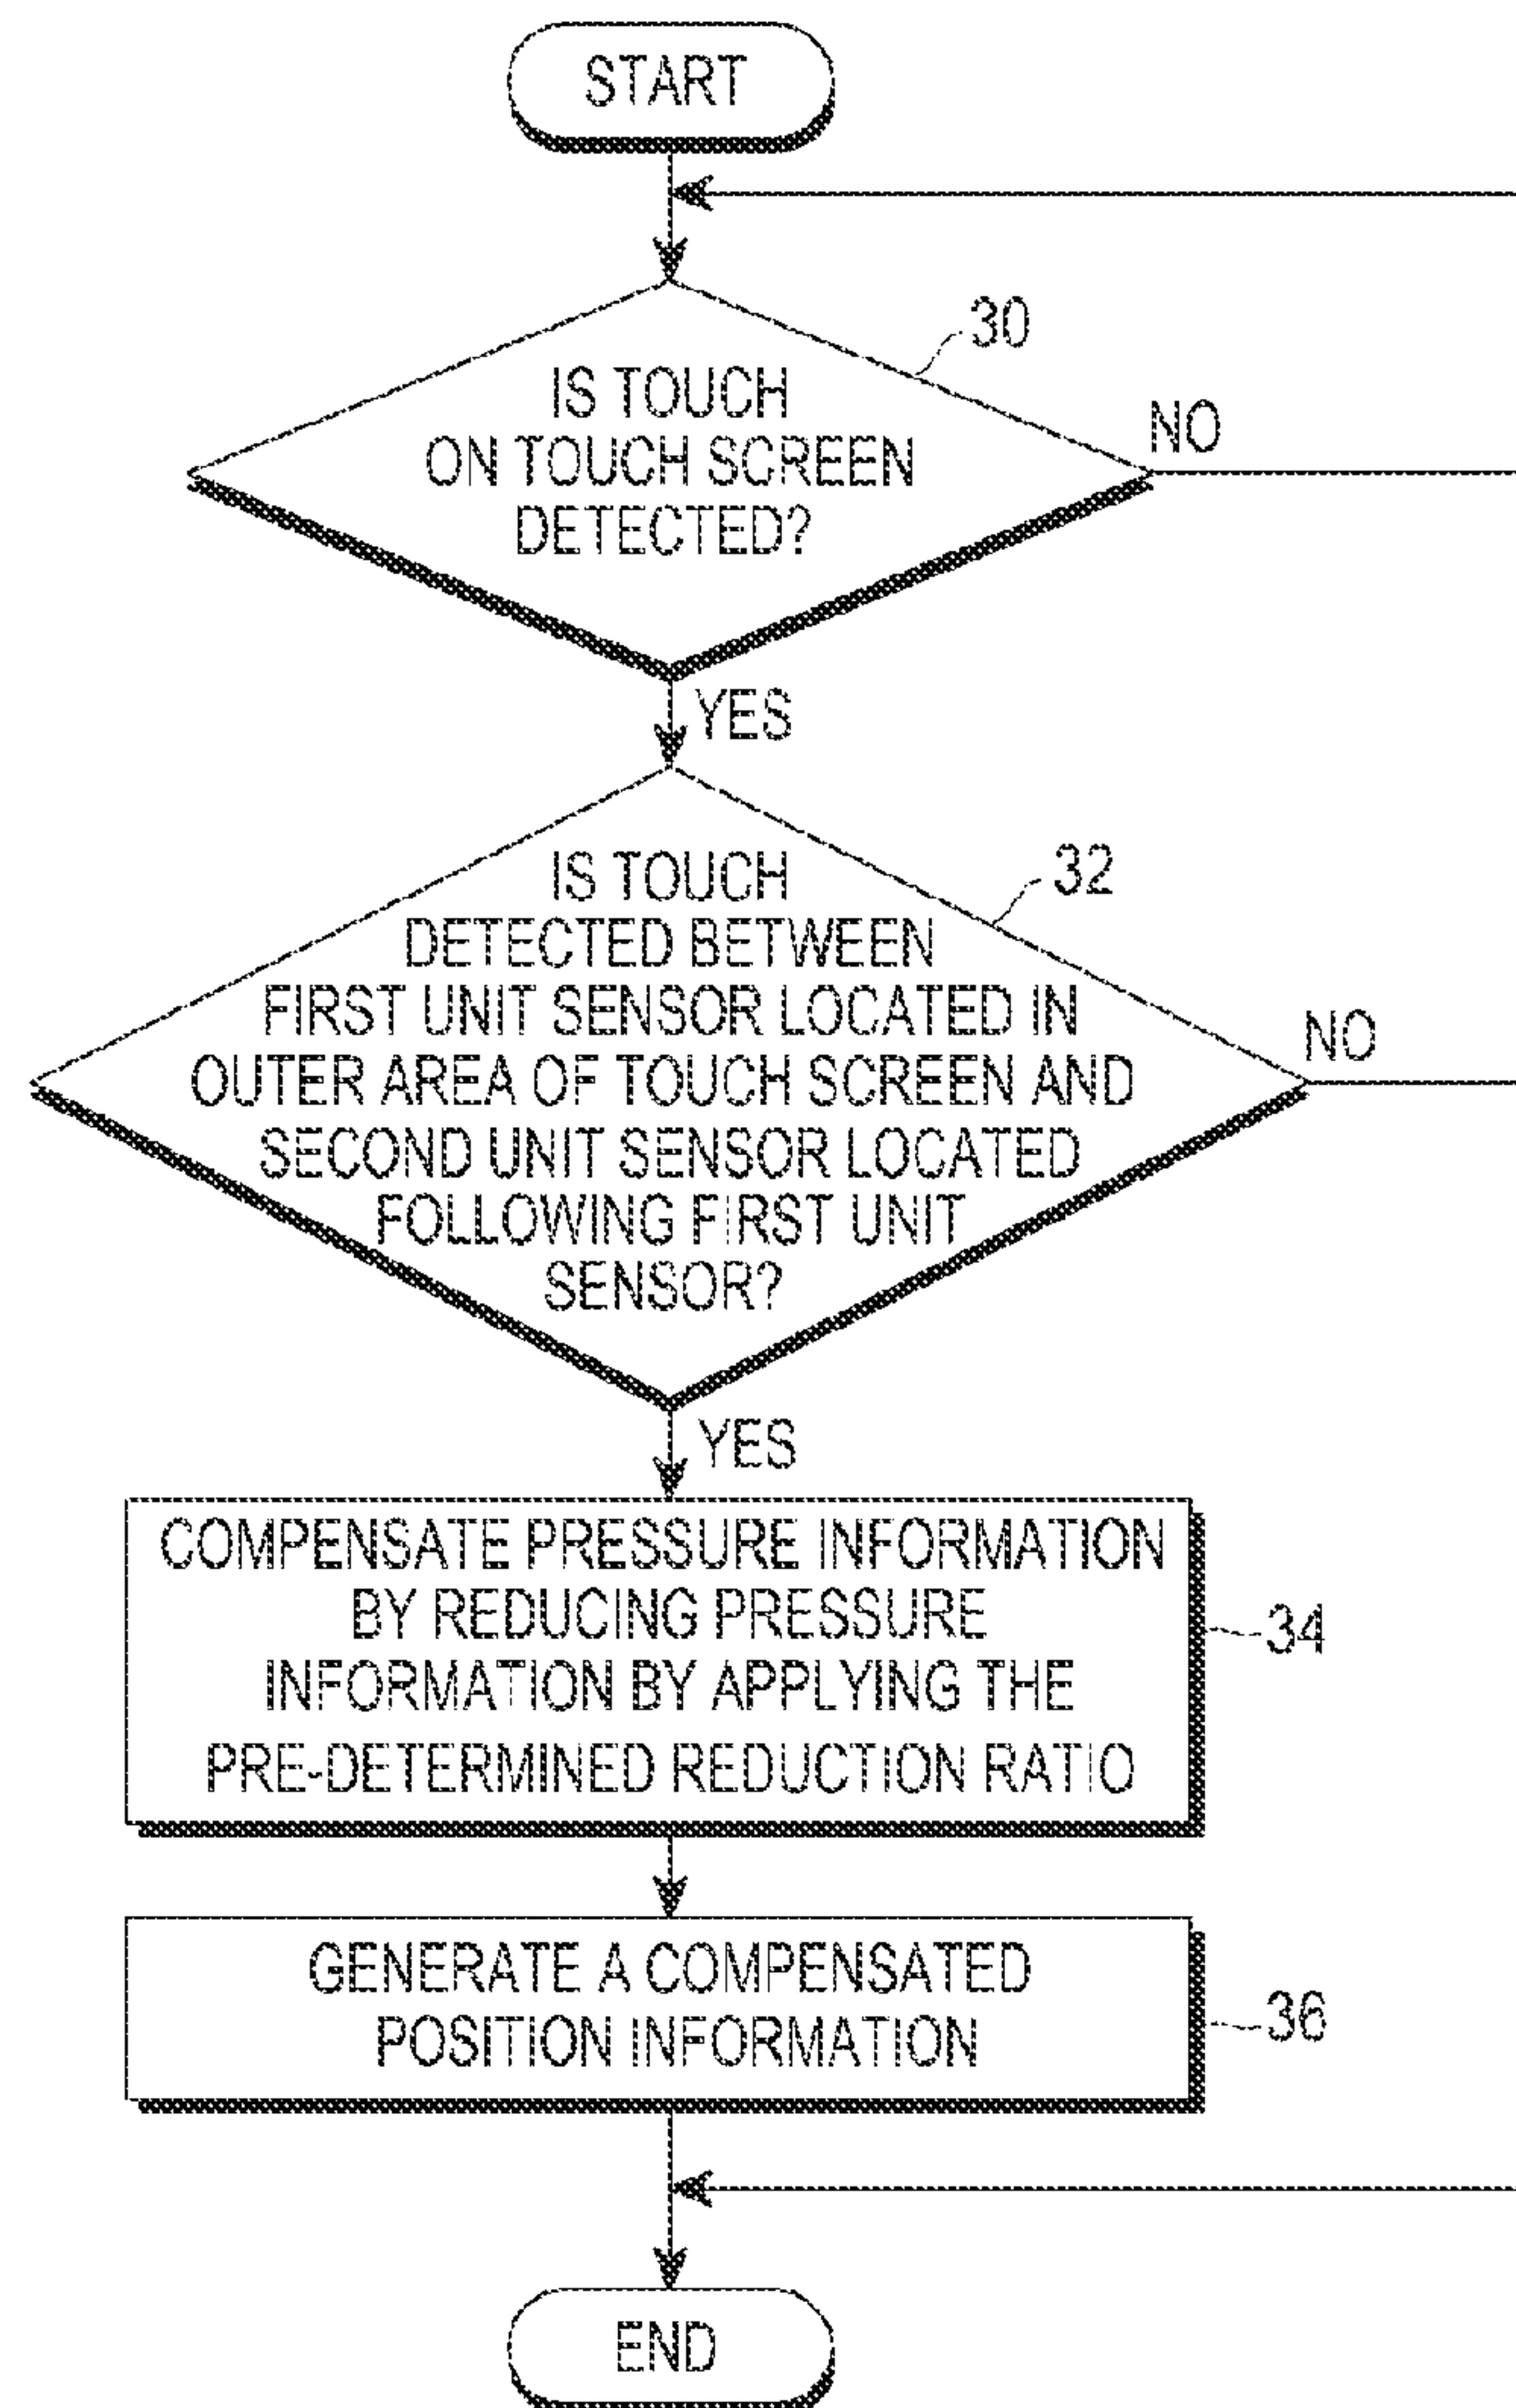 START
30
IS TOUCH
ON TOUCH SCREEN
DETECTED?
NO
YES
32
IS TOUCH
DETECTED BETWEEN
FIRST UNIT SENSOR LOCATED IN
OUTER AREA OF TOUCH SCREEN AND
SECOND UNIT SENSOR LOCATED
FOLLOWING FIRST UNIT
SENSOR?
NO
YES
COMPENSATE PRESSURE INFORMATION
BY REDUCING PRESSURE
INFORMATION BY APPLYING THE
PRE-DETERMINED REDUCTION RATIO
34
GENERATE A COMPENSATED
POSITION INFORMATION
36
END